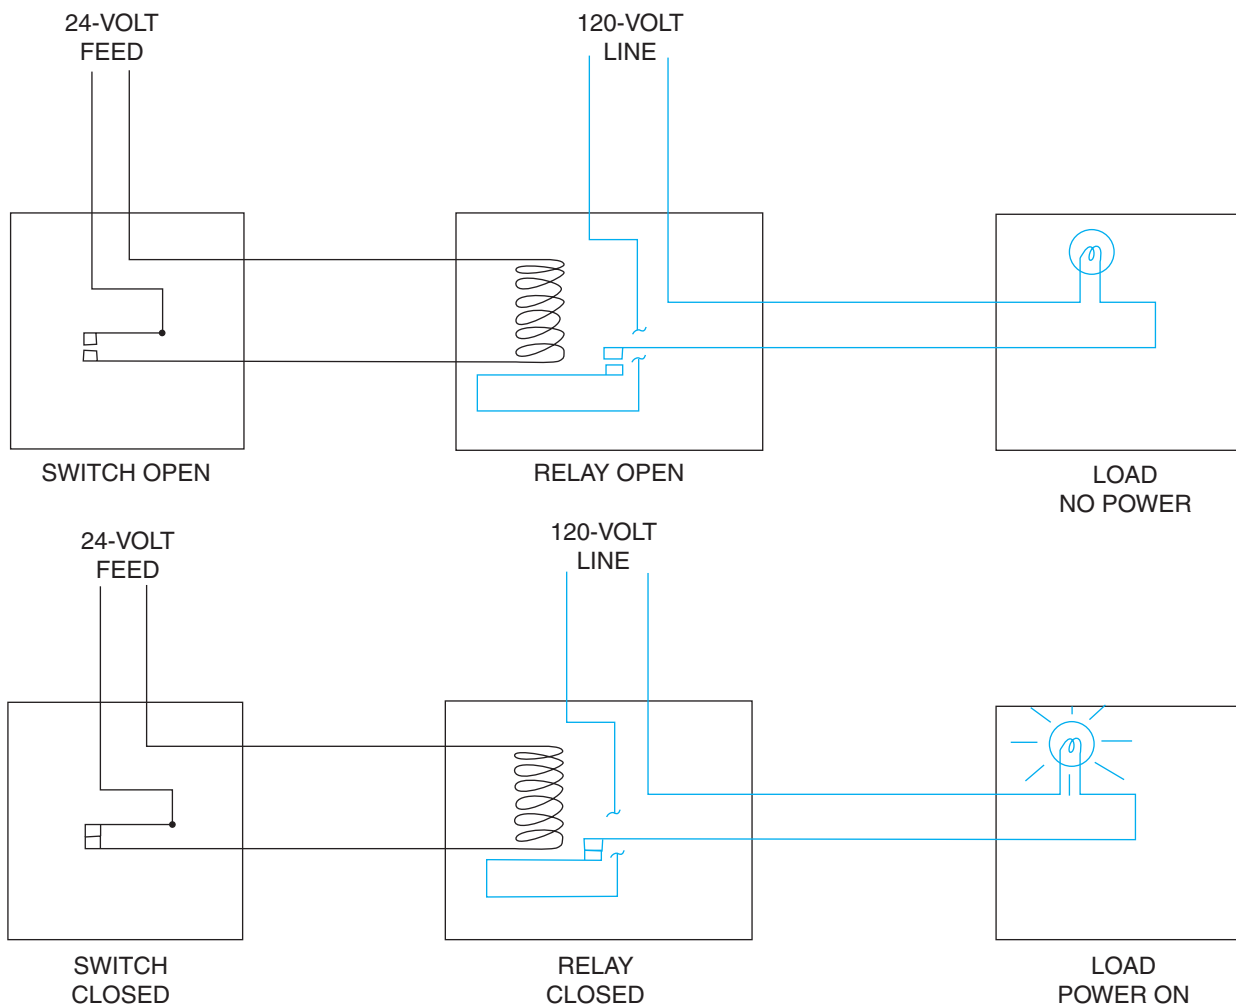 24-VOLT
FEED
120-VOLT
LINE
SWITCH OPEN
RELAY OPEN
LOAD
NO POWER
24-VOLT
FEED
120-VOLT
LINE
SWITCH
CLOSED
RELAY
CLOSED
LOAD
POWER ON